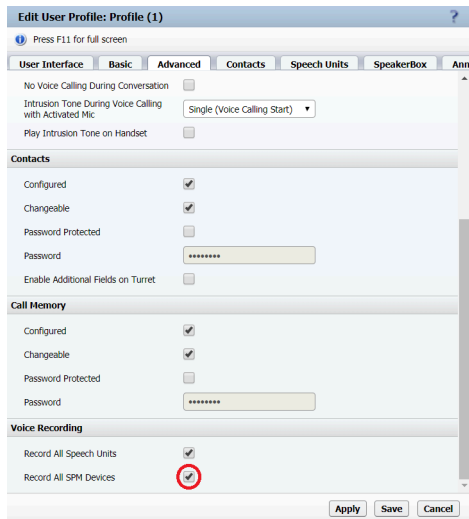 Edit User Profile: Profile (1)
?
i Press F11 for full screen
User Interface Basic Advanced Contacts Speech Units SpeakerBox Ann
No Voice Calling During Conversation
Intrusion Tone During Voice Calling
with Activated Mic
Single (Voice Calling Start)
Play Intrusion Tone on Handset
Contacts
Configured
Changeable
Password Protected
Password ••••••••
Enable Additional Fields on Turret
Call Memory
Configured
Changeable
Password Protected
Password ••••••••
Voice Recording
Record All Speech Units
Record All SPM Devices
Apply Save Cancel